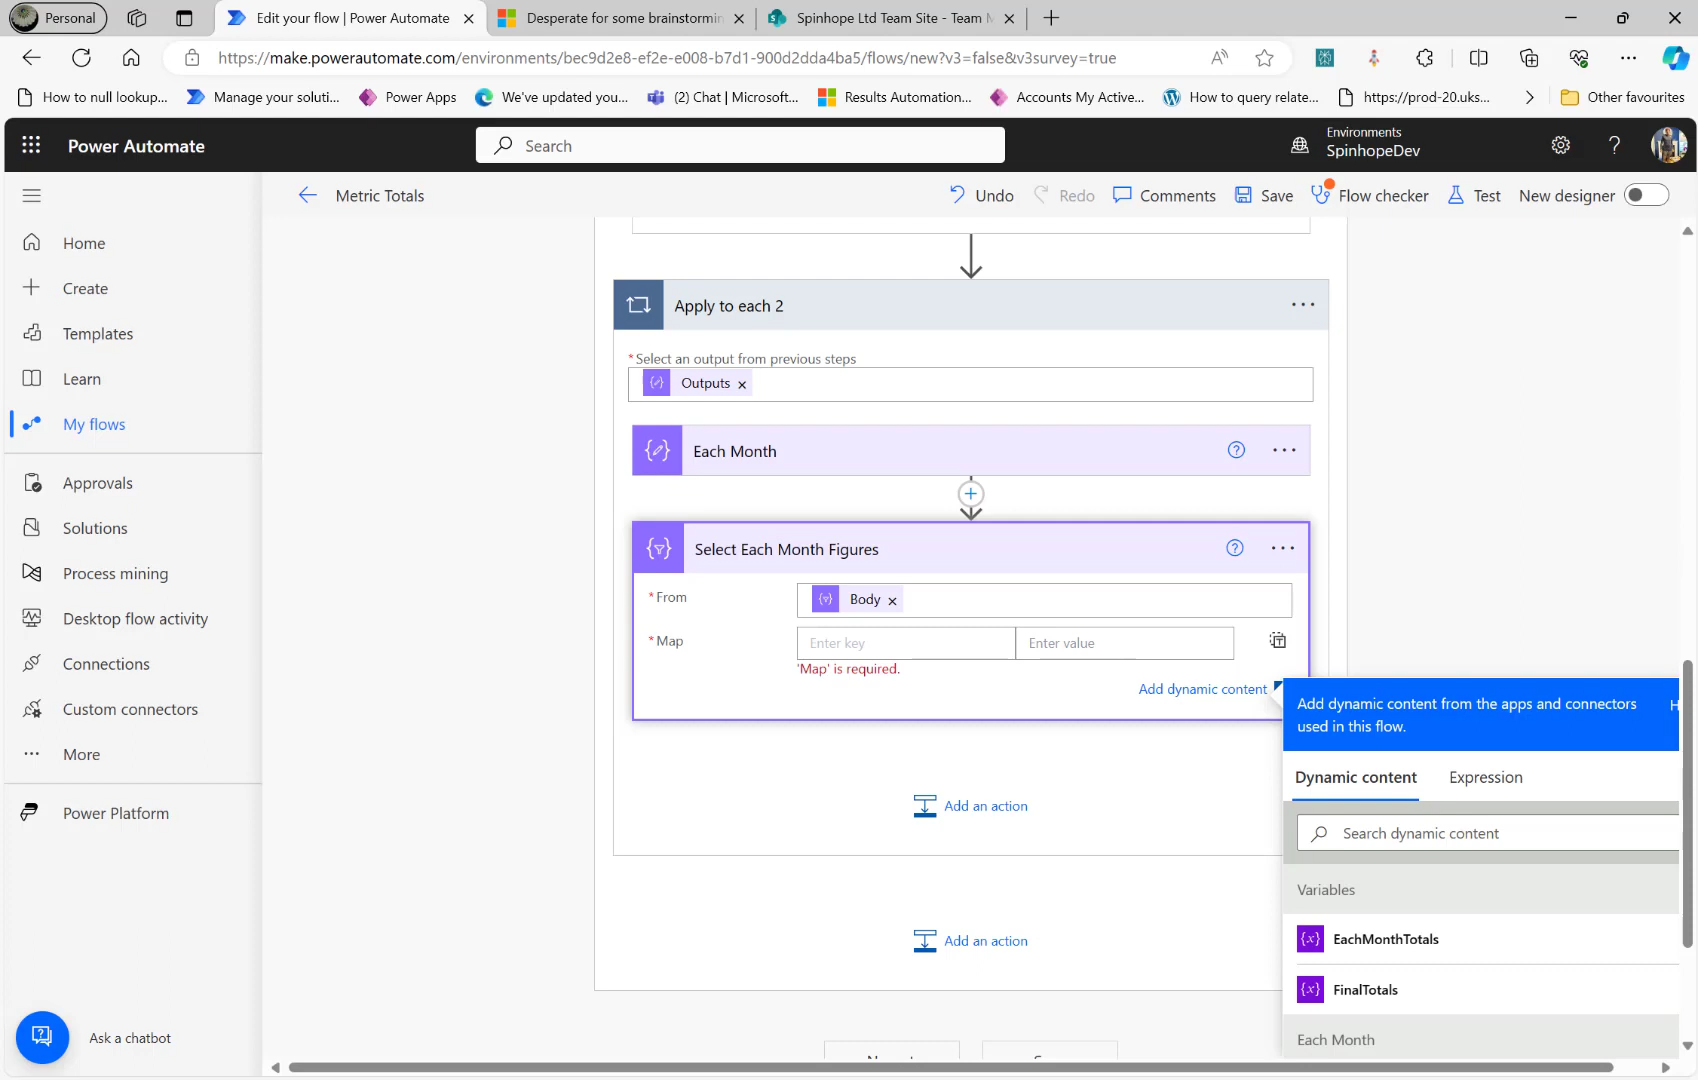 Personal
Edit your flow | Power Automate
Desperate for some brainstormin
Spinhope Ltd Team Site - Team M
https://make.powerautomate.com/environments/bec9d2e8-ef2e-e008-b7d1-900d2dda4ba5/flows/new?v3=false&v3survey=true
How to null lookup...
Manage your soluti...
Power Apps
We've updated you...
(2) Chat | Microsoft...
Results Automation...
Accounts My Active...
How to query relate...
https://prod-20.uks...
Other favourites
Power Automate
Search
Environments
SpinhopeDev
Metric Totals
Undo
Redo
Comments
Save
Flow checker
Test
New designer
Home
Create
Templates
Learn
My flows
Approvals
Solutions
Process mining
Desktop flow activity
Connections
Custom connectors
More
Power Platform
Ask a chatbot
Apply to each 2
* Select an output from previous steps
Outputs
Each Month
Select Each Month Figures
* From
Body
* Map
Enter key
Enter value
'Map' is required.
Add dynamic content
Add an action
Add an action
Add dynamic content from the apps and connectors
used in this flow.
Dynamic content
Expression
Search dynamic content
Variables
EachMonthTotals
FinalTotals
Each Month